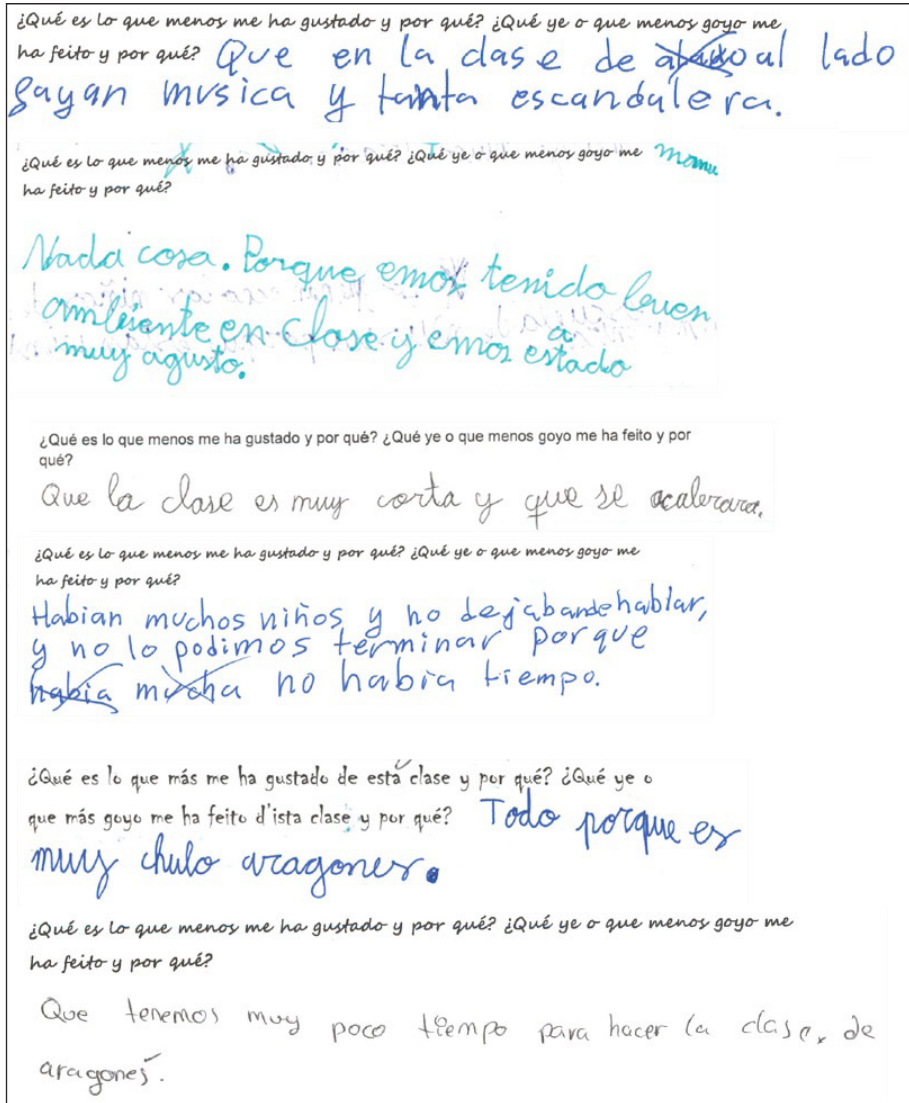 ¿Qué es lo que menos me ha gustado y por qué? ¿Qué ye o que menos goyo me
ha feito y por qué? Que en la clase de al lado
gayan musica y tanta escandalera.
¿Qué es lo que menos me ha gustado y por qué? ¿Qué ye o que menos goyo me
ha feito y por qué?
Nada cosa. Porque emos tenido buen
ambiente en clase y emos estado a
muy agusto.
¿Qué es lo que menos me ha gustado y por qué? ¿Qué ye o que menos goyo me ha feito y por
qué?
Que la clase es muy corta y que se acalerara.
¿Qué es lo que menos me ha gustado y por qué? ¿Qué ye o que menos goyo me
ha feito y por qué?
Habian muchos niños y no dejaban de hablar,
y no lo podimos terminar porque
habia mucha no habia tiempo.
¿Qué es lo que más me ha gustado de está clase y por qué? ¿Qué ye o
que más goyo me ha feito d'ista clase y por qué? Todo porque es
muy chulo aragones.
¿Qué es lo que menos me ha gustado y por qué? ¿Qué ye o que menos goyo me
ha feito y por qué?
Que tenemos muy poco tiempo para hacer la clase de
aragonés.